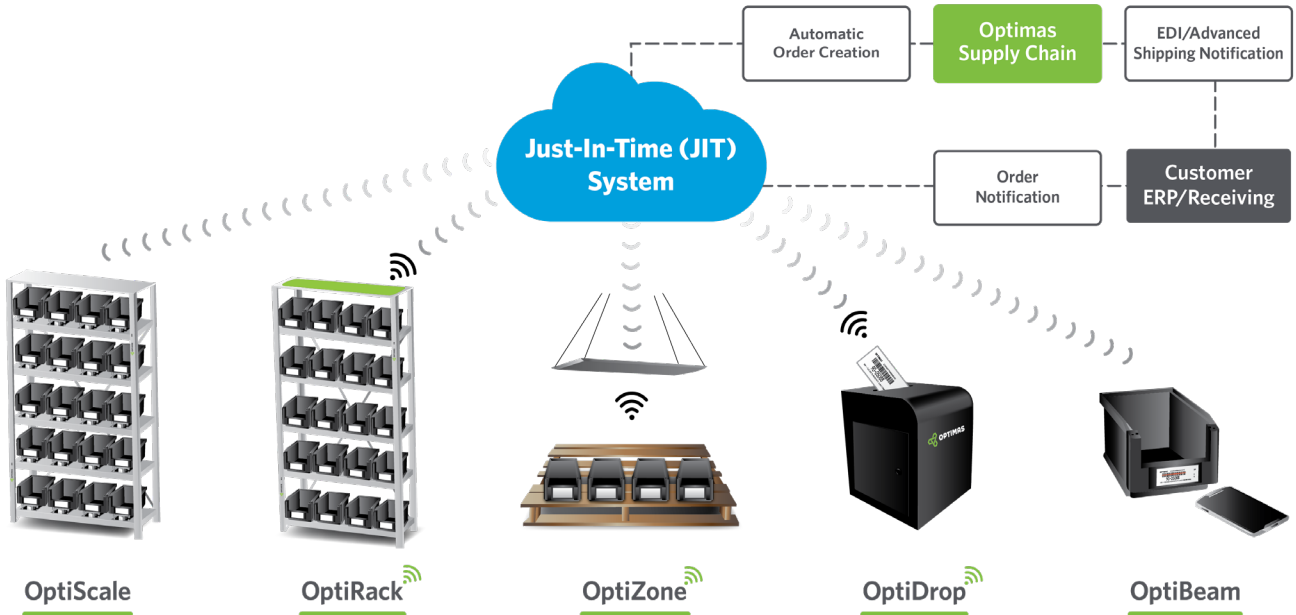 Automatic
Order Creation
Optimas
Supply Chain
EDI/Advanced
Shipping Notification
Just-In-Time (JIT)
System
Order
Notification
Customer
ERP/Receiving
OPTIMAS
OptiScale
OptiRack
OptiZone
OptiDrop
OptiBeam